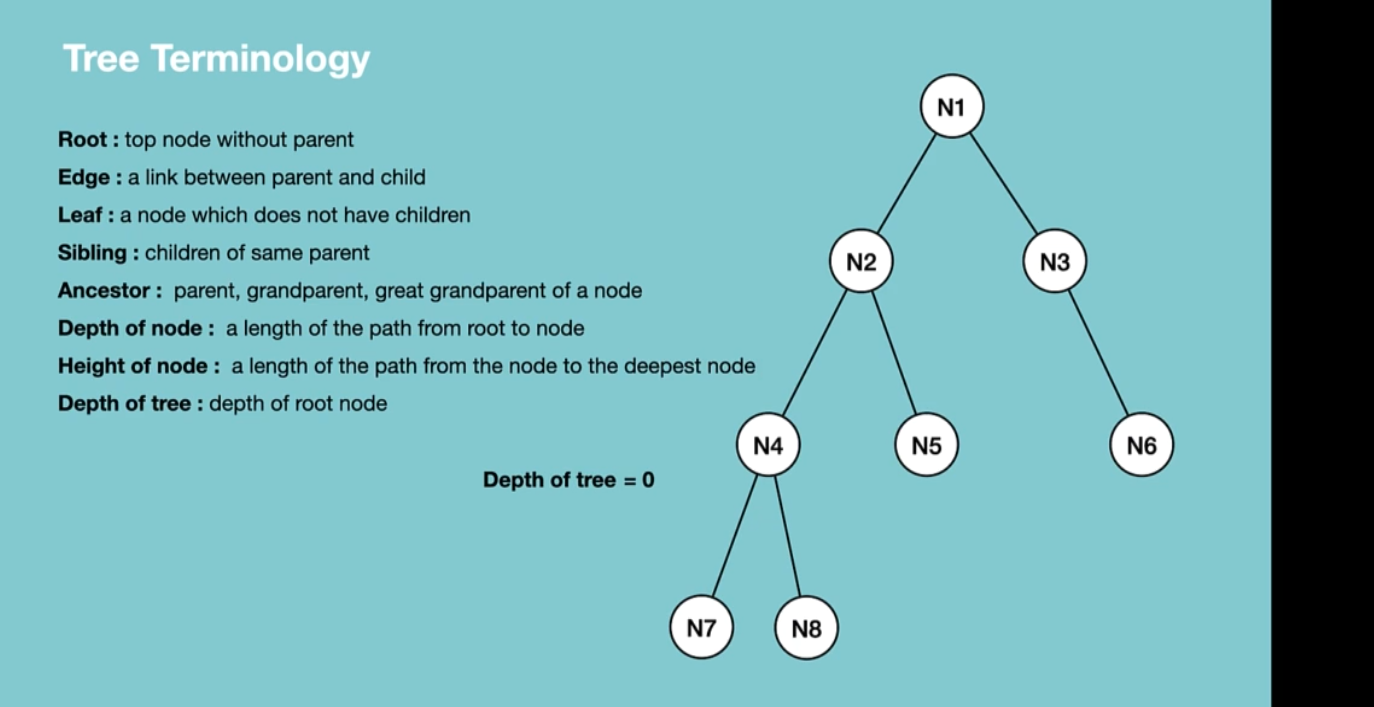 Tree Terminology
Root : top node without parent
Edge : a link between parent and child
Leaf : a node which does not have children
Sibling : children of same parent
Ancestor : parent, grandparent, great grandparent of a node
Depth of node : a length of the path from root to node
Height of node : a length of the path from the node to the deepest node
Depth of tree : depth of root node
Depth of tree = 0
N1
N2
N3
N4
N5
N6
N7
N8